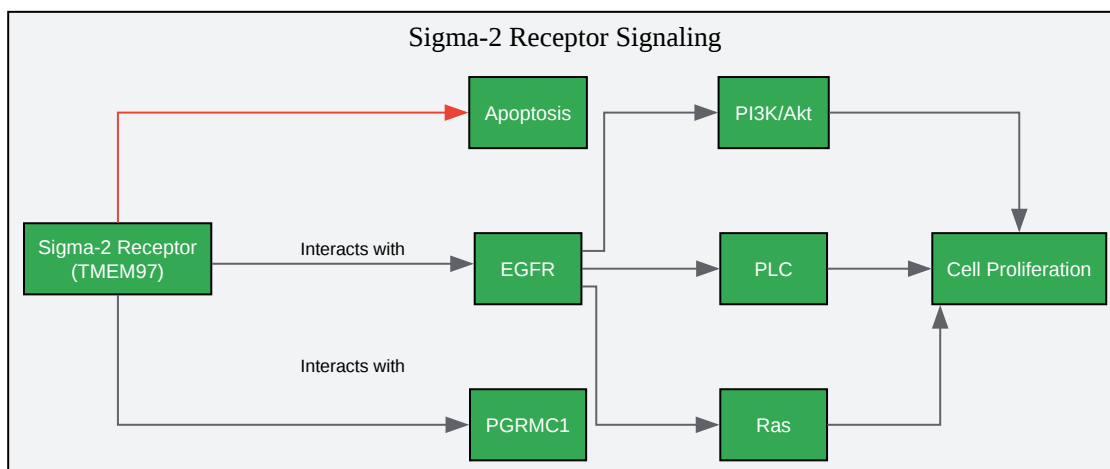 Sigma-2 Receptor Signaling
Apoptosis
PI3K/Akt
Sigma-2 Receptor
(TMEM97)
Interacts with
EGFR
PLC
Cell Proliferation
Interacts with
PGRMC1
Ras